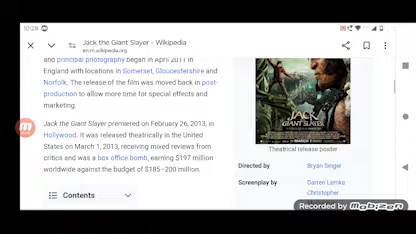 10:28
Jack the Giant Slayer - Wikipedia
en.m.wikipedia.org
and principal photography began in April 2011 in
England with locations in Somerset, Gloucestershire and
Norfolk. The release of the film was moved back in post-
production to allow more time for special effects and
marketing.
Jack the Giant Slayer premiered on February 26, 2013, in
Hollywood. It was released theatrically in the United
States on March 1, 2013, receiving mixed reviews from
critics and was a box office bomb, earning $197 million
worldwide against the budget of $185–200 million.
Contents
JACK
THE
GIANT SLAYER
Theatrical release poster
Directed by Bryan Singer
Screenplay by Darren Lemke
Christopher
Recorded by Mobizen